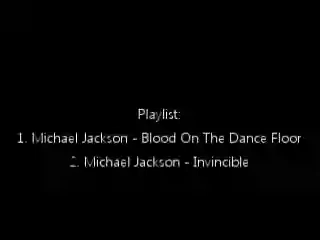 Playlist:
1. Michael Jackson - Blood On The Dance Floor
2. Michael Jackson - Invincible